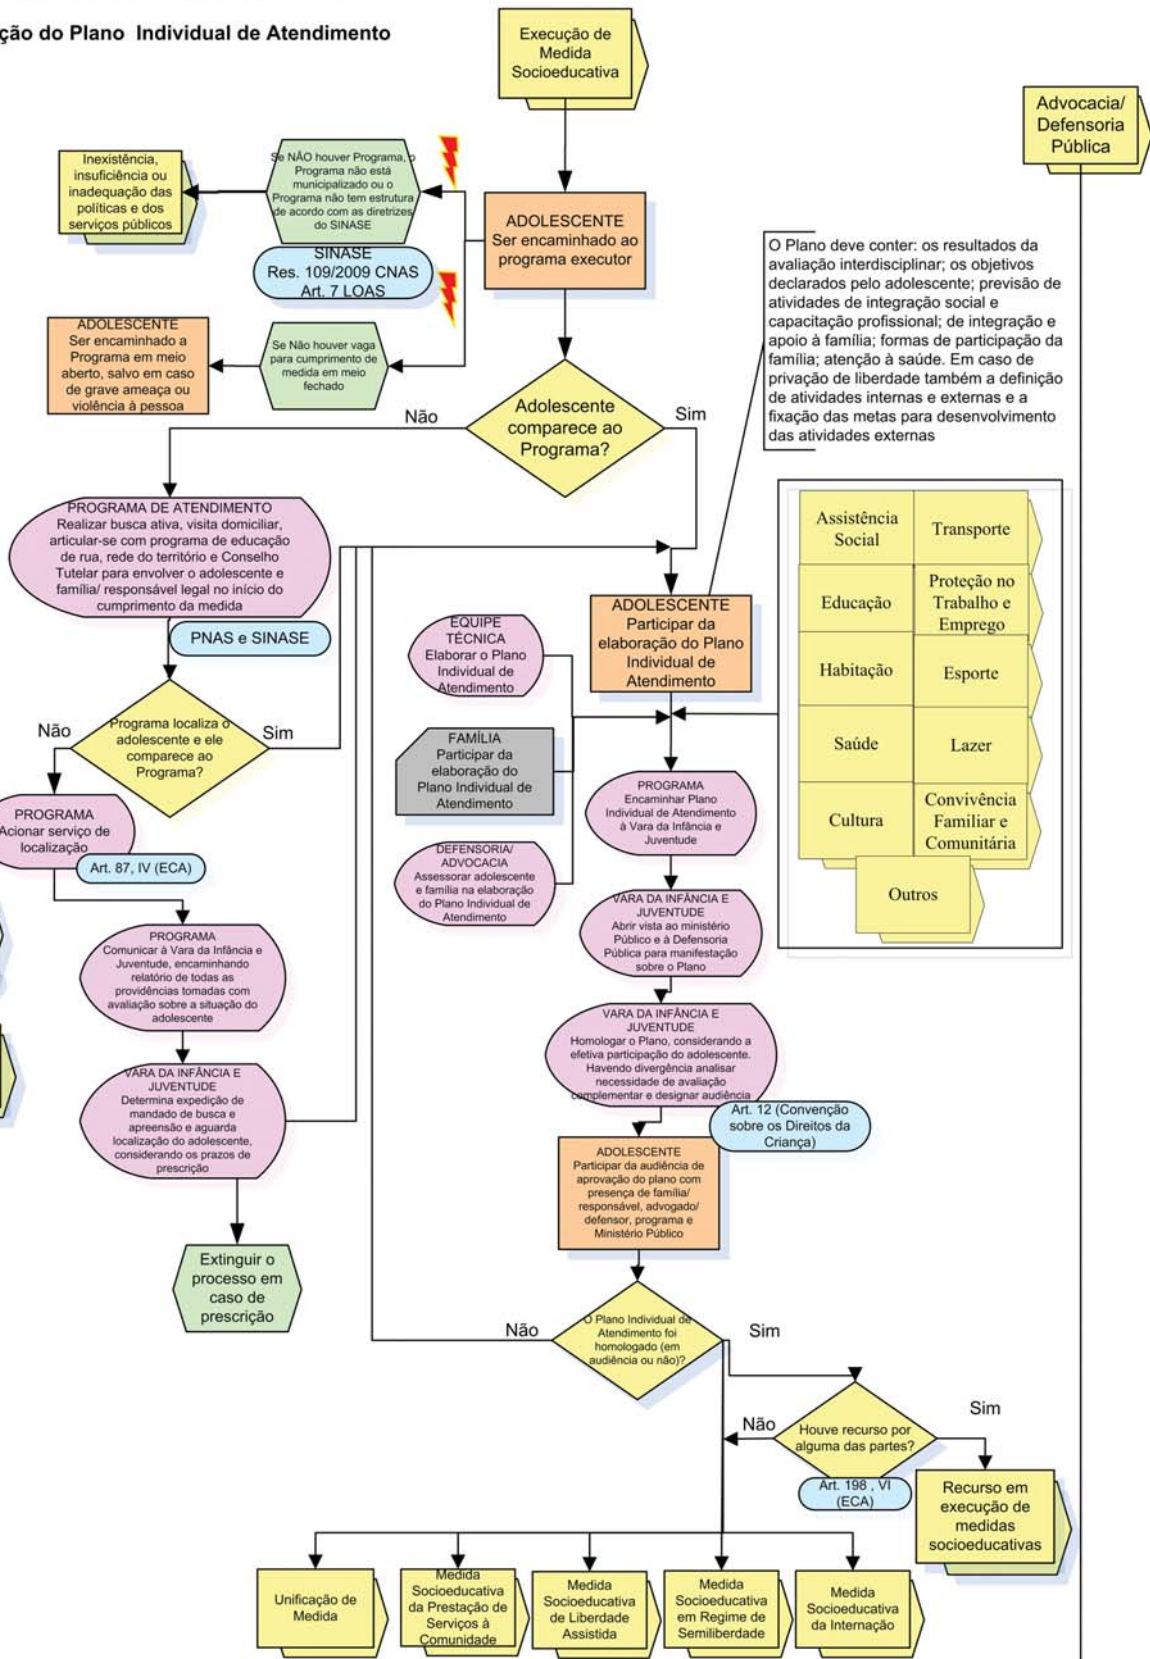 ção do Plano Individual de Atendimento
Execução de
Medida
Socioeducativa
Advocacia/
Defensoria
Pública
Inexistência,
insuficiência ou
inadequação das
políticas e dos
serviços públicos
Se NÃO houver Programa, o
Programa não está
municipalizado ou o
Programa não tem estrutura
de acordo com as diretrizes
do SINASE
SINASE
Res. 109/2009 CNAS
Art. 7 LOAS
ADOLESCENTE
Ser encaminhado ao
programa executor
O Plano deve conter: os resultados da
avaliação interdisciplinar; os objetivos
declarados pelo adolescente; previsão de
atividades de integração social e
capacitação profissional; de integração e
apoio à família; formas de participação da
família; atenção à saúde. Em caso de
privação de liberdade também a definição
de atividades internas e externas e a
fixação das metas para desenvolvimento
das atividades externas
ADOLESCENTE
Ser encaminhado a
Programa em meio
aberto, salvo em caso
de grave ameaça ou
violência à pessoa
Se Não houver vaga
para cumprimento de
medida em meio
fechado
Não
Adolescente
comparece ao
Programa?
Sim
PROGRAMA DE ATENDIMENTO
Realizar busca ativa, visita domiciliar,
articular-se com programa de educação
de rua, rede do território e Conselho
Tutelar para envolver o adolescente e
família/ responsável legal no início do
cumprimento da medida
PNAS e SINASE
Assistência
Social
Transporte
Educação
Proteção no
Trabalho e
Emprego
Habitação
Esporte
Saúde
Lazer
Cultura
Convivência
Familiar e
Comunitária
Outros
EQUIPE
TÉCNICA
Elaborar o Plano
Individual de
Atendimento
ADOLESCENTE
Participar da
elaboração do Plano
Individual de
Atendimento
Não
Programa localiza o
adolescente e ele
comparece ao
Programa?
Sim
FAMÍLIA
Participar da
elaboração do
Plano Individual de
Atendimento
PROGRAMA
Encaminhar Plano
Individual de Atendimento
à Vara da Infância e
Juventude
PROGRAMA
Acionar serviço de
localização
Art. 87, IV (ECA)
DEFENSORIA/
ADVOCACIA
Assessorar adolescente
e família na elaboração
do Plano Individual de
Atendimento
VARA DA INFÂNCIA E
JUVENTUDE
Abrir vista ao ministério
Público e à Defensoria
Pública para manifestação
sobre o Plano
PROGRAMA
Comunicar à Vara da Infância e
Juventude, encaminhando
relatório de todas as
providências tomadas com
avaliação sobre a situação do
adolescente
VARA DA INFÂNCIA E
JUVENTUDE
Homologar o Plano, considerando a
efetiva participação do adolescente.
Havendo divergência analisar
necessidade de avaliação
complementar e designar audiência
Art. 12 (Convenção
sobre os Direitos da
Criança)
VARA DA INFÂNCIA E
JUVENTUDE
Determina expedição de
mandado de busca e
apreensão e aguarda
localização do adolescente,
considerando os prazos de
prescrição
ADOLESCENTE
Participar da audiência de
aprovação do plano com
presença de família/
responsável, advogado/
defensor, programa e
Ministério Público
Extinguir o
processo em
caso de
prescrição
Não
O Plano Individual de
Atendimento foi
homologado (em
audiência ou não)?
Sim
Não
Houve recurso por
alguma das partes?
Sim
Art. 198 , VI
(ECA)
Recurso em
execução de
medidas
socioeducativas
Unificação de
Medida
Medida
Socioeducativa
da Prestação de
Serviços à
Comunidade
Medida
Socioeducativa
de Liberdade
Assistida
Medida
Socioeducativa
em Regime de
Semiliberdade
Medida
Socioeducativa
da Internação